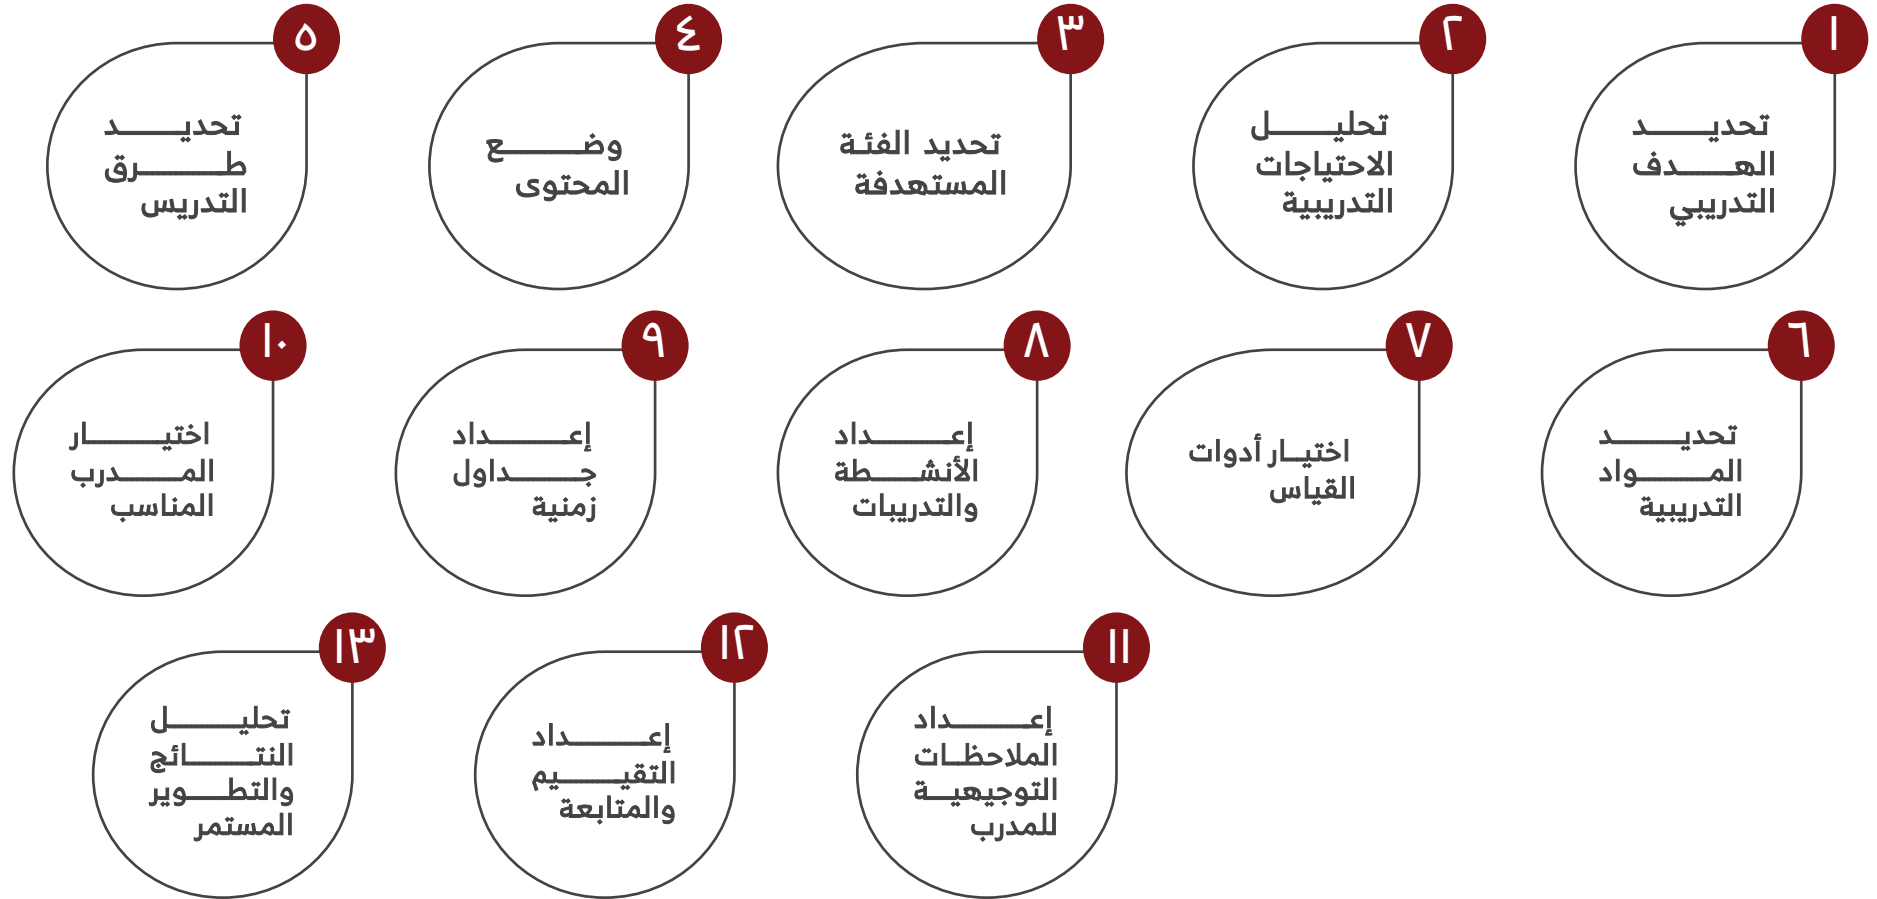 ١
تحديد
الهدف
التدريبي
٢
تحليل
الاحتياجات
التدريبية
٣
تحديد الفئة
المستهدفة
٤
وضع
المحتوى
٥
تحديد
طرق
التدريس
٦
تحديد
المواد
التدريبية
٧
اختيار أدوات
القياس
٨
إعداد
الأنشطة
والتدريبات
٩
إعداد
جداول
زمنية
١٠
اختيار
المدرب
المناسب
١١
إعداد
الملاحظات
التوجيهية
للمدرب
١٢
إعداد
التقييم
والمتابعة
١٣
تحليل
النتائج
والتطوير
المستمر